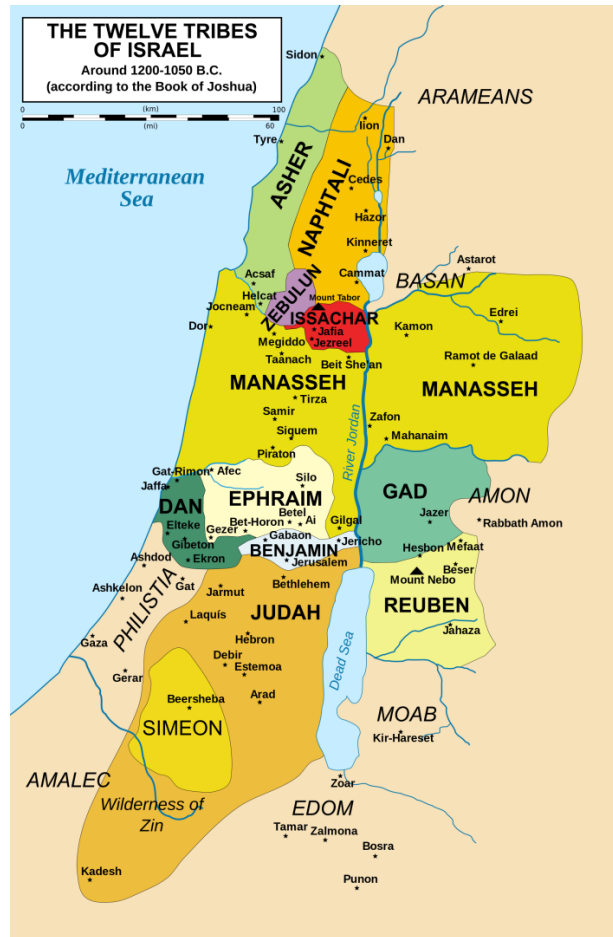 THE TWELVE TRIBES
OF ISRAEL
Around 1200-1050 B.C.
(according to the Book of Joshua)
0 (km) 100
0 (mi) 60
Sidon
ARAMEANS
Iion
Tyre
Dan
ASHER
Mediterranean
Sea
Cedes
NAPHTALI
Hazor
Kinneret
Astarot
Acsaf
Cammat
BASAN
Helcat
ZEBULUN
Mount Tabor
Jocneam
ISSACHAR
Edrei
Dor
Jafia
Kamon
Megiddo
Jezreel
Taanach
Beit She'an
Ramot de Galaad
MANASSEH
MANASSEH
Tirza
Samir
Zafon
Siquem
River Jordan
Mahanaim
Piraton
Gat-Rimon
Afec
Silo
Jaffa
EPHRAIM
GAD
DAN
AMON
Betel
Jazer
Elteke
Bet-Horon
Ai
Gilgal
Rabbath Amon
Gezer
Gabaon
Jericho
Gibeton
BENJAMIN
Mefaat
Ashdod
Ekron
Jerusalem
Hesbon
Beser
Gat
Bethlehem
Mount Nebo
Ashkelon
Jarmut
PHILISTIA
JUDAH
REUBEN
Laquís
Jahaza
Gaza
Hebron
Debir
Dead Sea
Gerar
Estemoa
Beersheba
Arad
MOAB
SIMEON
Kir-Hareset
AMALEC
Zoar
Wilderness of
Zin
EDOM
Tamar
Zalmona
Bosra
Kadesh
Punon